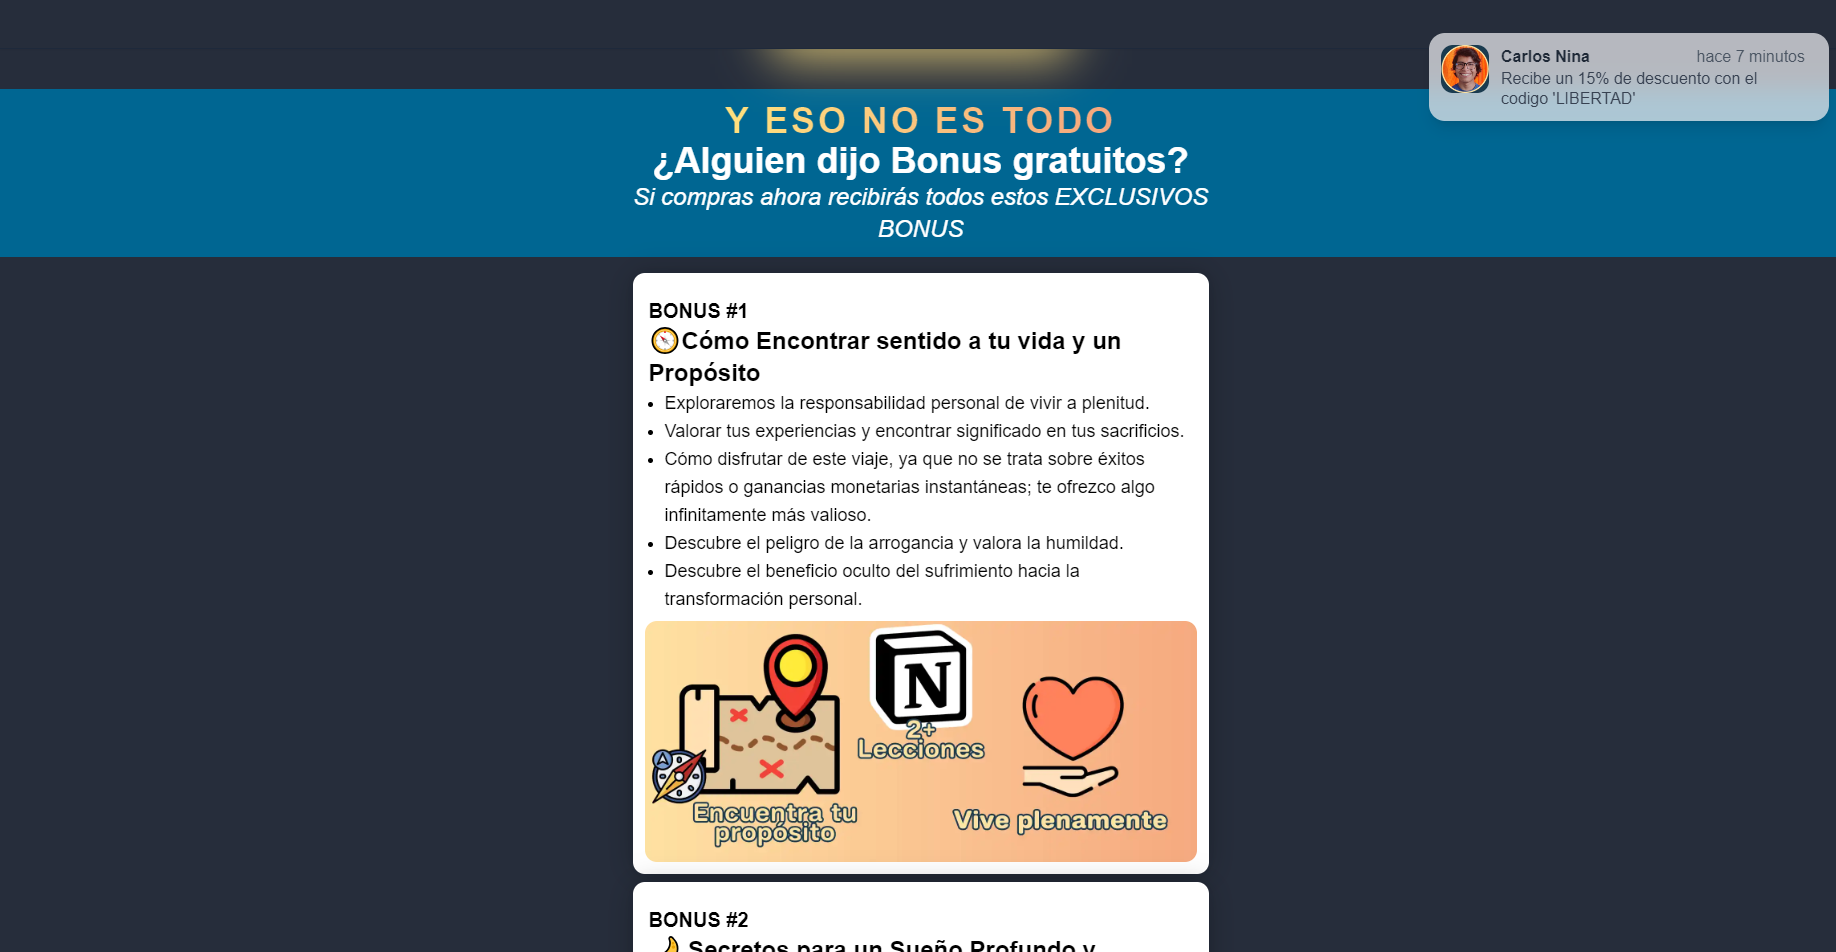 Carlos Nina
hace 7 minutos
Recibe un 15% de descuento con el
codigo 'LIBERTAD'
Y ESO NO ES TODO
¿Alguien dijo Bonus gratuitos?
Si compras ahora recibirás todos estos EXCLUSIVOS
BONUS
BONUS #1
Cómo Encontrar sentido a tu vida y un
Propósito
Exploraremos la responsabilidad personal de vivir a plenitud.
Valorar tus experiencias y encontrar significado en tus sacrificios.
Cómo disfrutar de este viaje, ya que no se trata sobre éxitos
rápidos o ganancias monetarias instantáneas; te ofrezco algo
infinitamente más valioso.
Descubre el peligro de la arrogancia y valora la humildad.
Descubre el beneficio oculto del sufrimiento hacia la
transformación personal.
N
2+
Lecciones
Encuentra tu
propósito
Vive plenamente
BONUS #2
Secretos para un Sueño Profundo y